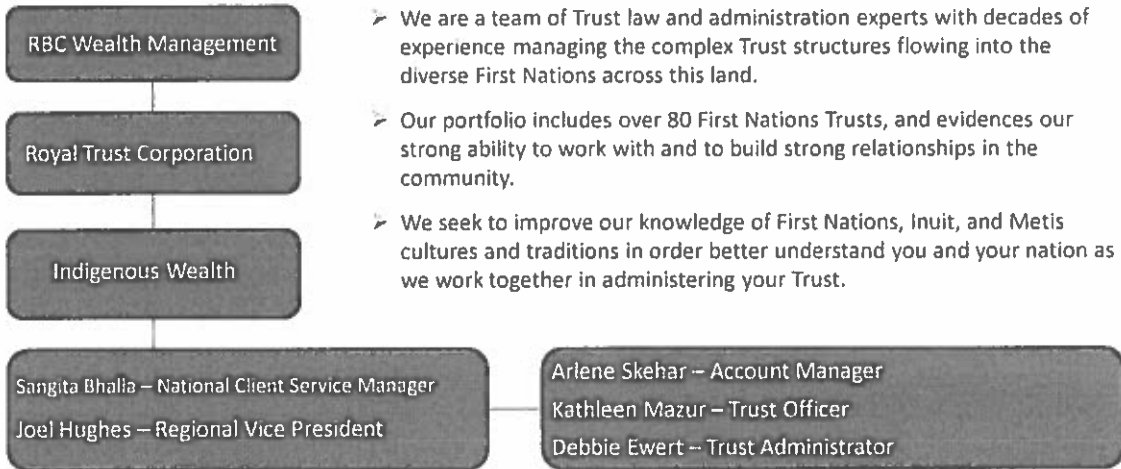 RBC Wealth Management
Royal Trust Corporation
Indigenous Wealth
➢ We are a team of Trust law and administration experts with decades of
experience managing the complex Trust structures flowing into the
diverse First Nations across this land.
➢ Our portfolio includes over 80 First Nations Trusts, and evidences our
strong ability to work with and to build strong relationships in the
community.
➢ We seek to improve our knowledge of First Nations, Inuit, and Metis
cultures and traditions in order better understand you and your nation as
we work together in administering your Trust.
Sangita Bhalla – National Client Service Manager
Joel Hughes – Regional Vice President
Arlene Skehar – Account Manager
Kathleen Mazur – Trust Officer
Debbie Ewert – Trust Administrator